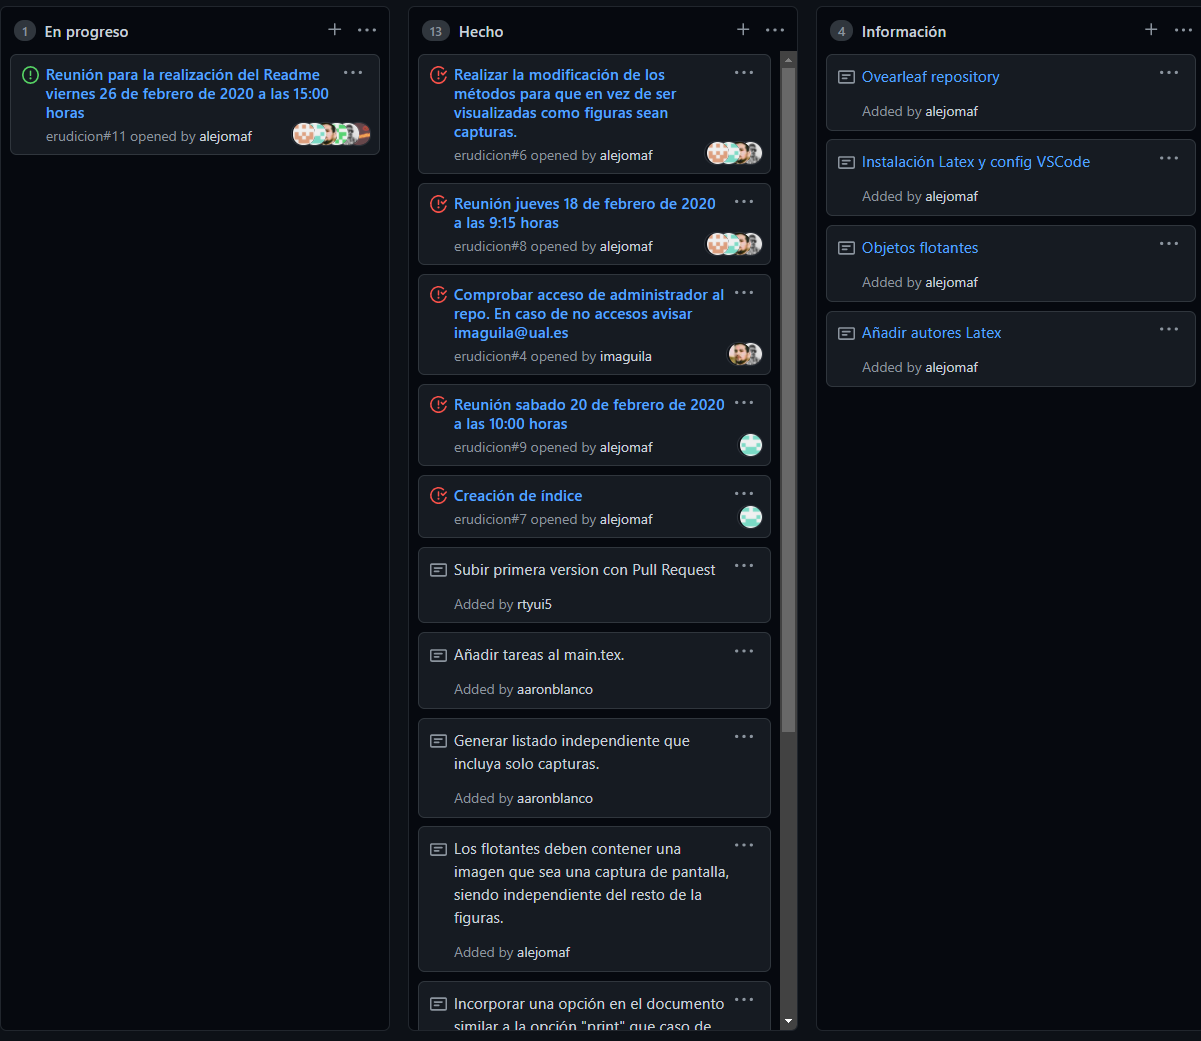 1 En progreso
Reunión para la realización del Readme
viernes 26 de febrero de 2020 a las 15:00
horas
erudicion#11 opened by alejomaf
13 Hecho
Realizar la modificación de los
métodos para que en vez de ser
visualizadas como figuras sean
capturas.
erudicion#6 opened by alejomaf
Reunión jueves 18 de febrero de 2020
a las 9:15 horas
erudicion#8 opened by alejomaf
Comprobar acceso de administrador al
repo. En caso de no accesos avisar
imaguila@ual.es
erudicion#4 opened by imaguila
Reunión sabado 20 de febrero de 2020
a las 10:00 horas
erudicion#9 opened by alejomaf
Creación de índice
erudicion#7 opened by alejomaf
Subir primera version con Pull Request
Added by rtyui5
Añadir tareas al main.tex.
Added by aaronblanco
Generar listado independiente que
incluya solo capturas.
Added by aaronblanco
Los flotantes deben contener una
imagen que sea una captura de pantalla,
siendo independiente del resto de la
figuras.
Added by alejomaf
Incorporar una opción en el documento
similar a la opción "print" que caso de
4 Información
Ovearleaf repository
Added by alejomaf
Instalación Latex y config VSCode
Added by alejomaf
Objetos flotantes
Added by alejomaf
Añadir autores Latex
Added by alejomaf